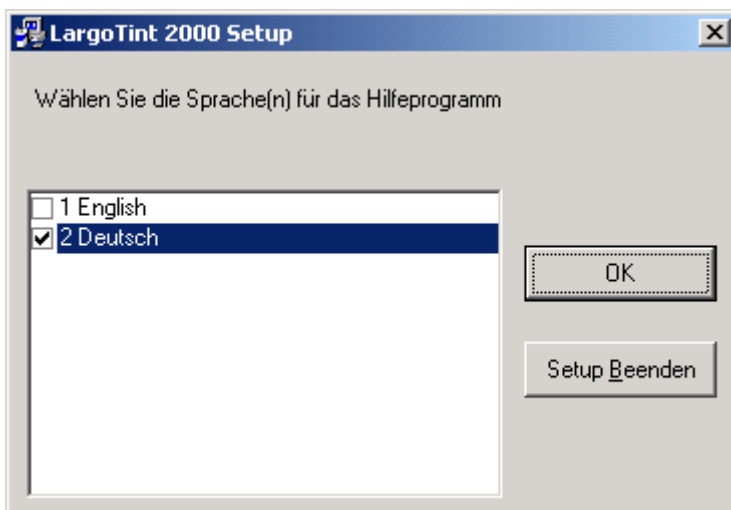 LargoTint 2000 Setup
Wählen Sie die Sprache(n) für das Hilfeprogramm
1 English
2 Deutsch
OK
Setup Beenden